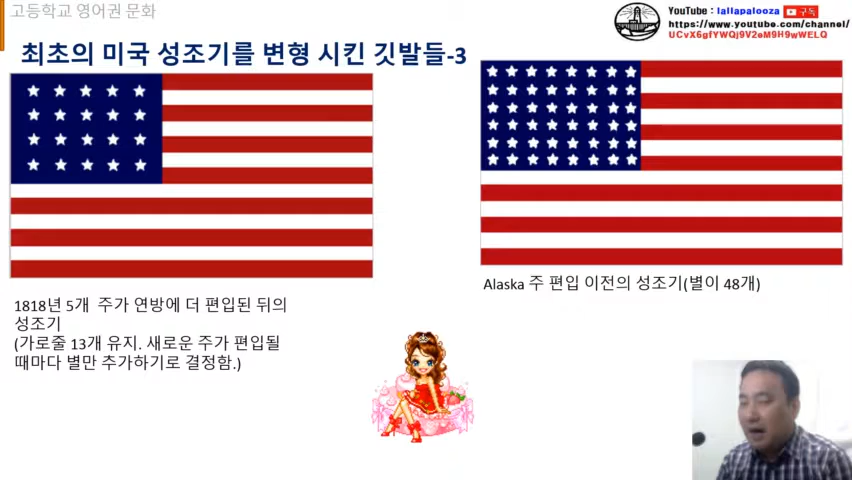 고등학교 영어권 문화
YouTube : lallapalooza 구독
https://www.youtube.com/channel/
UCvX6gfYWQj9V2eM9H9wWELQ
최초의 미국 성조기를 변형 시킨 깃발들-3
1818년 5개 주가 연방에 더 편입된 뒤의
성조기
(가로줄 13개 유지. 새로운 주가 편입될
때마다 별만 추가하기로 결정함.)
Alaska 주 편입 이전의 성조기(별이 48개)